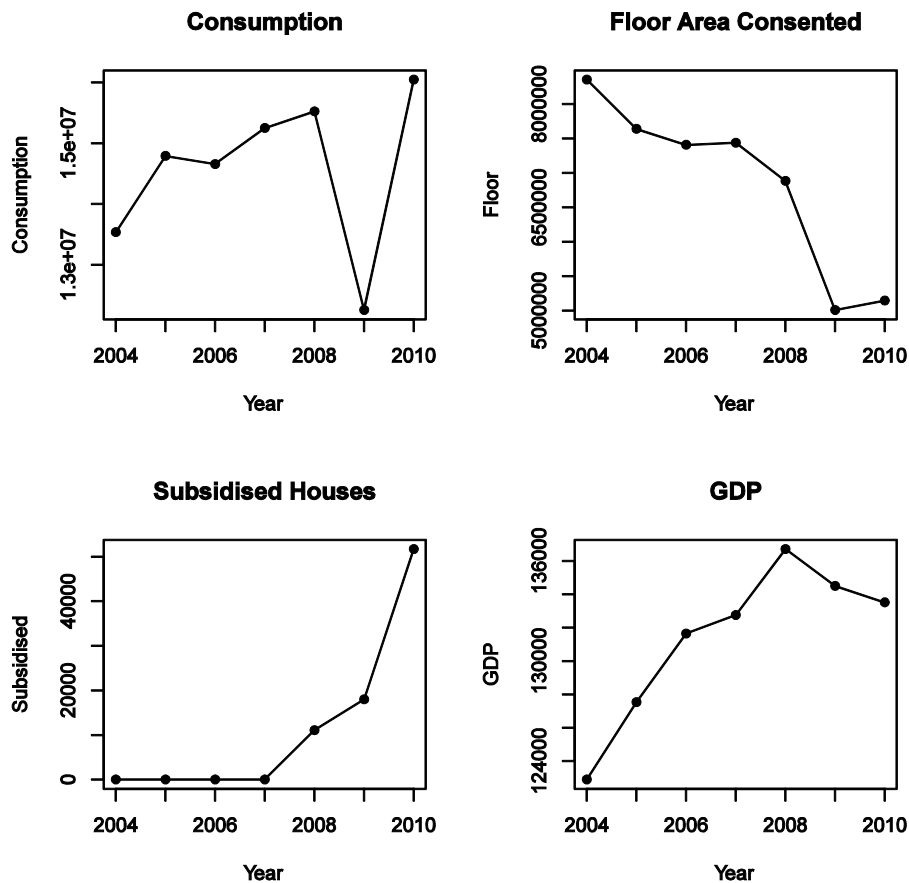 Consumption
Consumption
1.5e+07
1.3e+07
2004 2006 2008 2010
Year
Floor Area Consented
Floor
8000000
6500000
5000000
2004 2006 2008 2010
Year
Subsidised Houses
Subsidised
40000
20000
0
2004 2006 2008 2010
Year
GDP
GDP
136000
130000
124000
2004 2006 2008 2010
Year